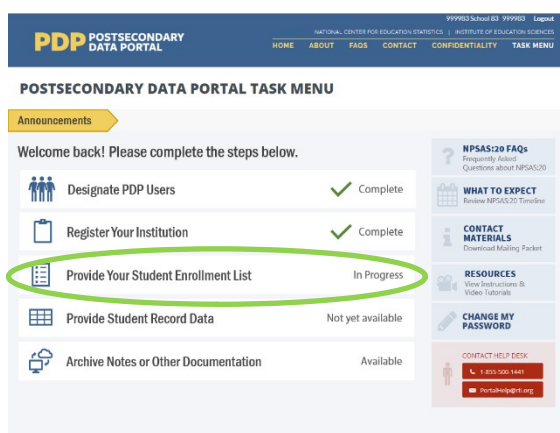 999983 School 83 999983 Logout
NATIONAL CENTER FOR EDUCATION STATISTICS | INSTITUTE OF EDUCATION SCIENCES
PDP POSTSECONDARY
DATA PORTAL
HOME ABOUT FAQS CONTACT CONFIDENTIALITY TASK MENU
POSTSECONDARY DATA PORTAL TASK MENU
Announcements
Welcome back! Please complete the steps below.
Designate PDP Users Complete
Register Your Institution Complete
Provide Your Student Enrollment List In Progress
Provide Student Record Data Not yet available
Archive Notes or Other Documentation Available
? NPSAS:20 FAQs
Frequently Asked
Questions about NPSAS:20
WHAT TO EXPECT
Review NPSAS:20 Timeline
i CONTACT
MATERIALS
Download Mailing Packet
RESOURCES
View Instructions &
Video Tutorials
CHANGE MY
PASSWORD
CONTACT HELP DESK
1-855-500-1441
PortalHelp@rti.org